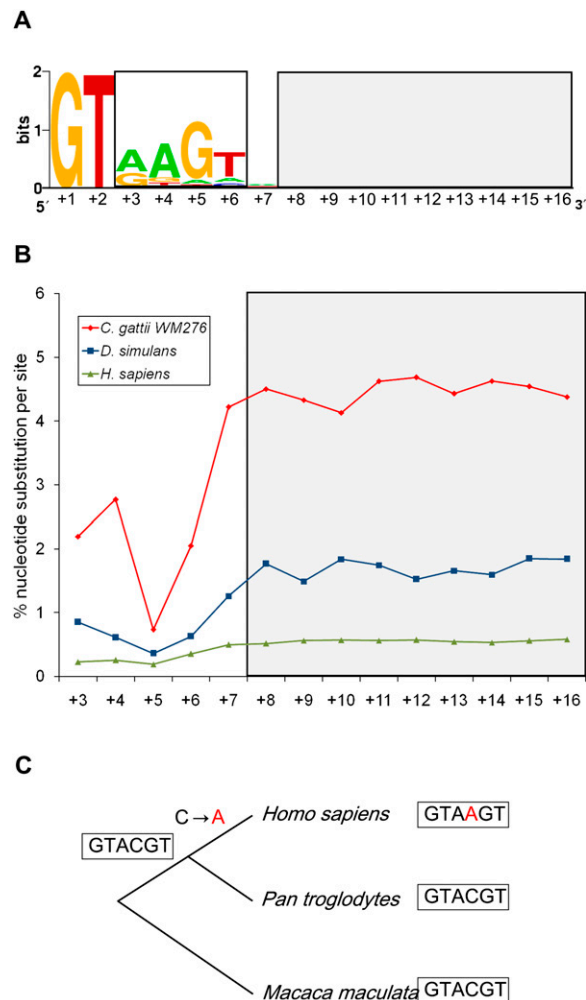 A
bits
2
1
0
GT AAGT
G
5′ +1 +2 +3 +4 +5 +6 +7 +8 +9 +10 +11 +12 +13 +14 +15 +16 3′
B
% nucleotide substitution per site
6
5
4
3
2
1
0
C. gattii WM276
D. simulans
H. sapiens
+3 +4 +5 +6 +7 +8 +9 +10 +11 +12 +13 +14 +15 +16
C
C→A
Homo sapiens GTAAGT
GTACGT
Pan troglodytes GTACGT
Macaca maculata GTACGT